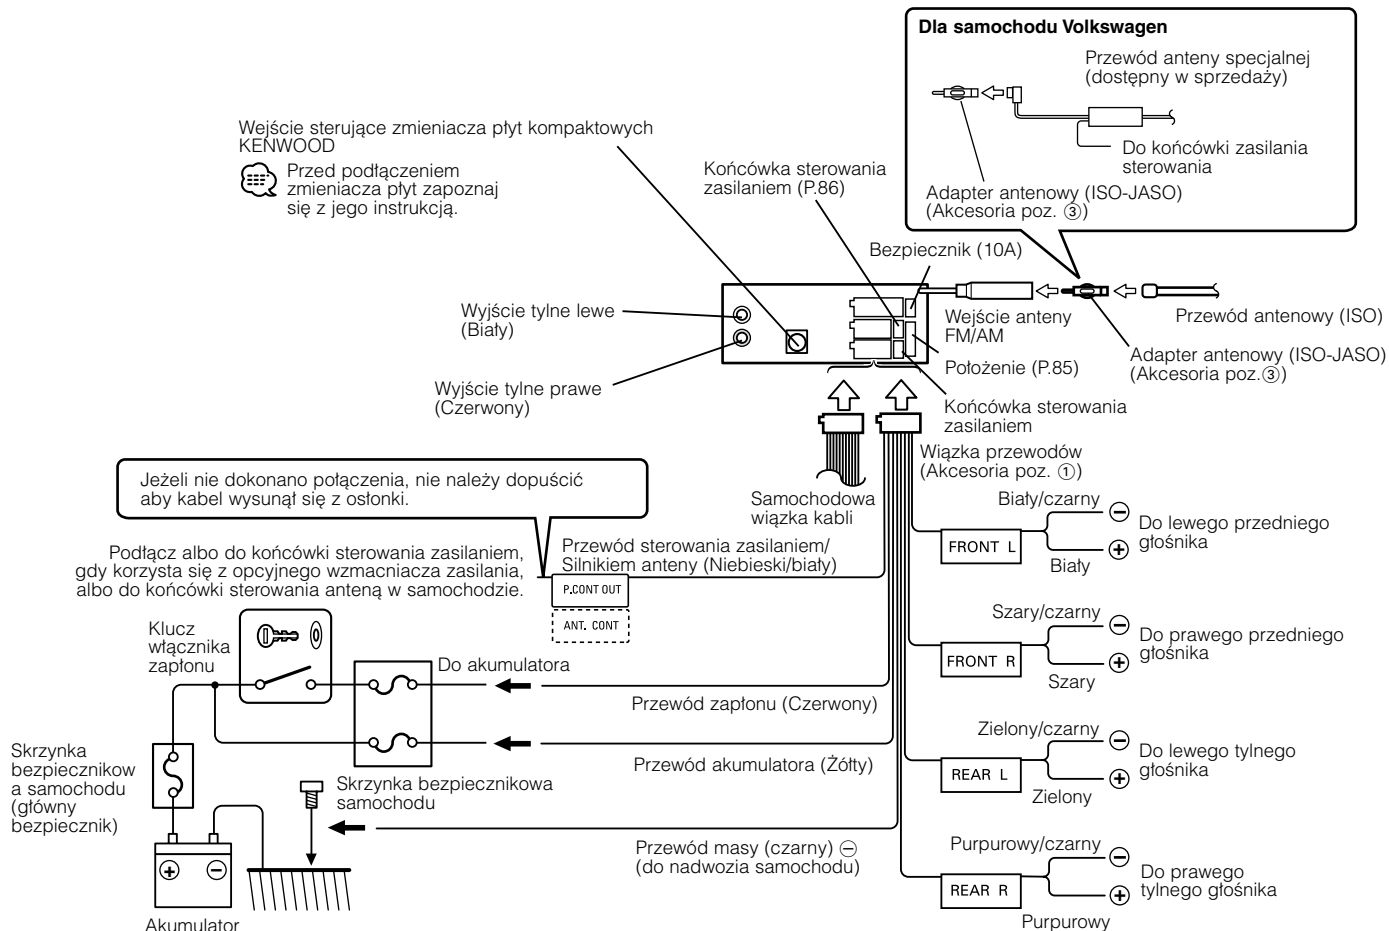 Dla samochodu Volkswagen
Przewód anteny specjalnej
(dostępny w sprzedaży)
Do końcówki zasilania
sterowania
Adapter antenowy (ISO-JASO)
(Akcesoria poz. ③)
Wejście sterujące zmieniacza płyt kompaktowych
KENWOOD
Przed podłączeniem
zmieniacza płyt zapoznaj
się z jego instrukcją.
Końcówka sterowania
zasilaniem (P.86)
Bezpiecznik (10A)
Wyjście tylne lewe
(Biały)
Wyjście tylne prawe
(Czerwony)
Wejście anteny
FM/AM
Przewód antenowy (ISO)
Położenie (P.85)
Adapter antenowy (ISO-JASO)
(Akcesoria poz.③)
Końcówka sterowania
zasilaniem
Wiązka przewodów
(Akcesoria poz. ①)
Samochodowa
wiązka kabli
Jeżeli nie dokonano połączenia, nie należy dopuścić
aby kabel wysunął się z osłonki.
Podłącz albo do końcówki sterowania zasilaniem,
gdy korzysta się z opcyjnego wzmacniacza zasilania,
albo do końcówki sterowania anteną w samochodzie.
Przewód sterowania zasilaniem/
Silnikiem anteny (Niebieski/biały)
P.CONT OUT
ANT. CONT
Biały/czarny
FRONT L
Biały
⊖
⊕
Do lewego przedniego
głośnika
Szary/czarny
FRONT R
Szary
⊖
⊕
Do prawego przedniego
głośnika
Klucz
włącznika
zapłonu
Do akumulatora
Przewód zapłonu (Czerwony)
Przewód akumulatora (Żółty)
Zielony/czarny
REAR L
Zielony
⊖
⊕
Do lewego tylnego
głośnika
Skrzynka
bezpiecznikow
a samochodu
(główny
bezpiecznik)
Skrzynka bezpiecznikowa
samochodu
Przewód masy (czarny) ⊖
(do nadwozia samochodu)
Purpurowy/czarny
REAR R
Purpurowy
⊖
⊕
Do prawego
tylnego głośnika
⊕ ⊖
Akumulator